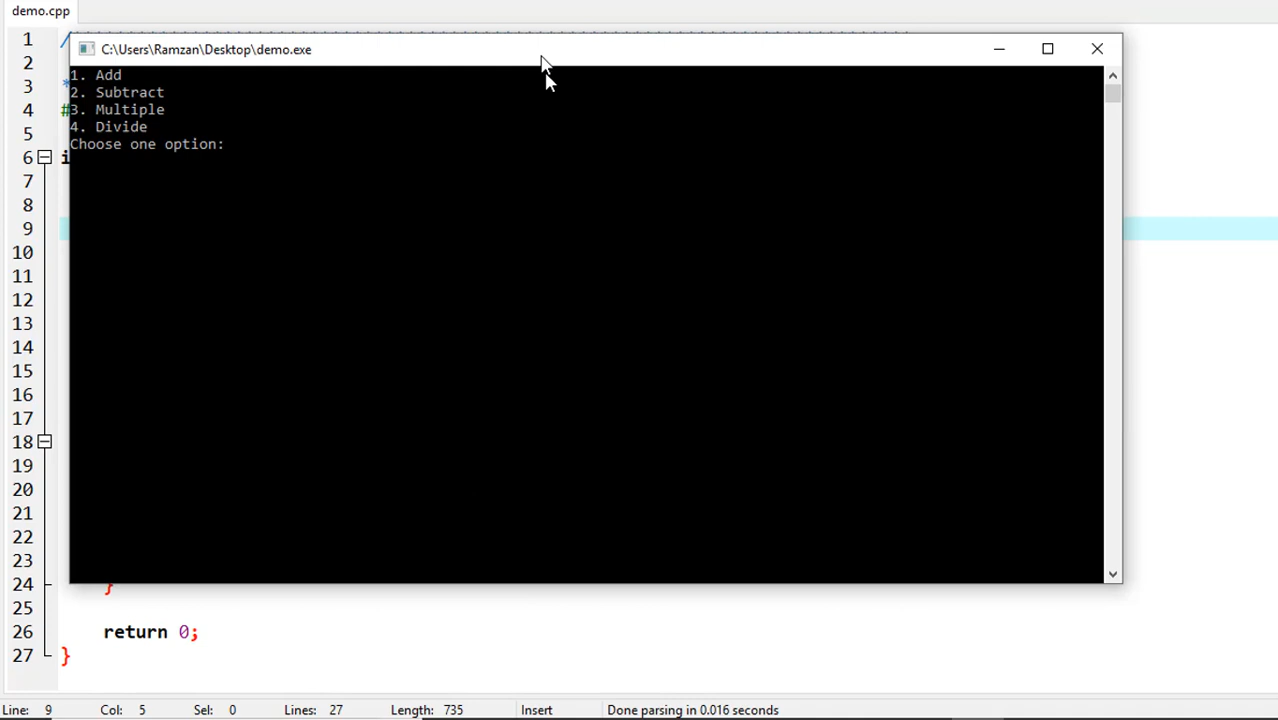 demo.cpp
C:\Users\Ramzan\Desktop\demo.exe
1. Add
2. Subtract
3. Multiple
4. Divide
Choose one option:
1
2
3
4 #
5
6
7
8
9
10
11
12
13
14
15
16
17
18
19
20
21
22
23
24 }
25
26 return 0;
27 }
Line: 9 Col: 5 Sel: 0 Lines: 27 Length: 735 Insert Done parsing in 0.016 seconds